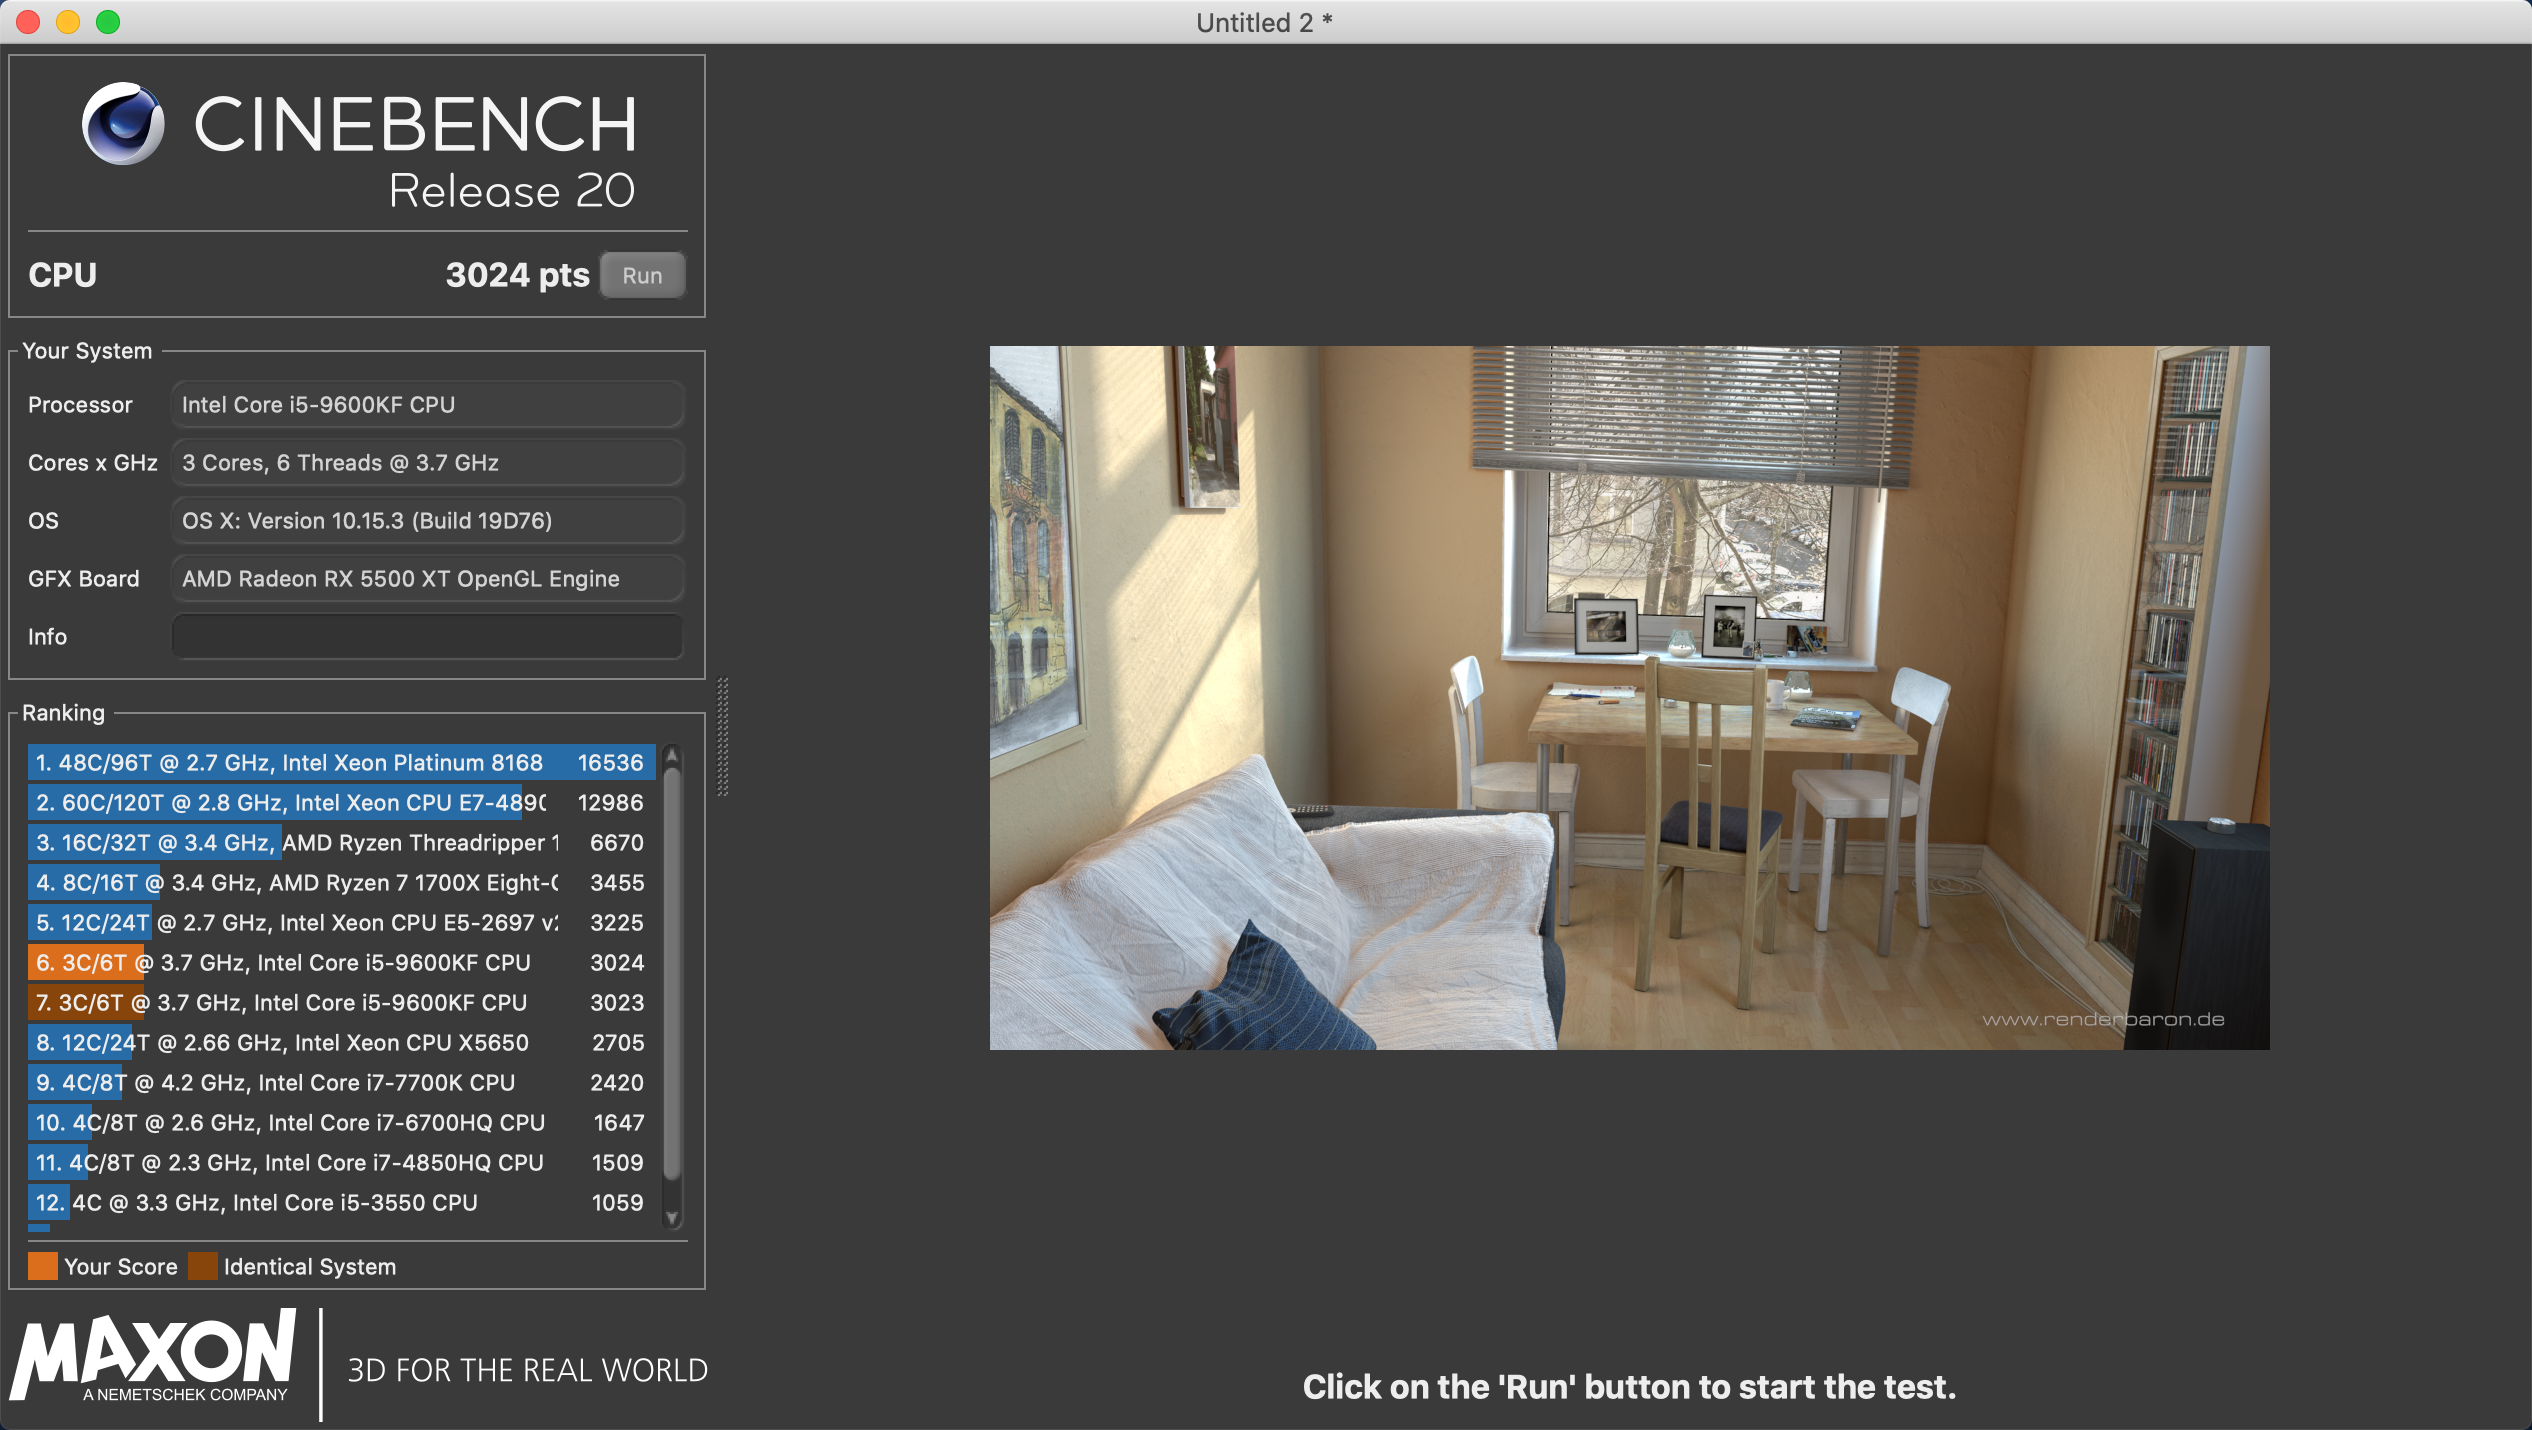 Untitled 2 *
CINEBENCH
Release 20
CPU 3024 pts Run
Your System
Processor Intel Core i5-9600KF CPU
Cores x GHz 3 Cores, 6 Threads @ 3.7 GHz
OS OS X: Version 10.15.3 (Build 19D76)
GFX Board AMD Radeon RX 5500 XT OpenGL Engine
Info
Ranking
1. 48C/96T @ 2.7 GHz, Intel Xeon Platinum 8168 16536
2. 60C/120T @ 2.8 GHz, Intel Xeon CPU E7-4890 12986
3. 16C/32T @ 3.4 GHz, AMD Ryzen Threadripper 1 6670
4. 8C/16T @ 3.4 GHz, AMD Ryzen 7 1700X Eight-C 3455
5. 12C/24T @ 2.7 GHz, Intel Xeon CPU E5-2697 v2 3225
6. 3C/6T @ 3.7 GHz, Intel Core i5-9600KF CPU 3024
7. 3C/6T @ 3.7 GHz, Intel Core i5-9600KF CPU 3023
8. 12C/24T @ 2.66 GHz, Intel Xeon CPU X5650 2705
9. 4C/8T @ 4.2 GHz, Intel Core i7-7700K CPU 2420
10. 4C/8T @ 2.6 GHz, Intel Core i7-6700HQ CPU 1647
11. 4C/8T @ 2.3 GHz, Intel Core i7-4850HQ CPU 1509
12. 4C @ 3.3 GHz, Intel Core i5-3550 CPU 1059
Your Score Identical System
MAXON
A NEMETSCHEK COMPANY
3D FOR THE REAL WORLD
www.renderbaron.de
Click on the 'Run' button to start the test.